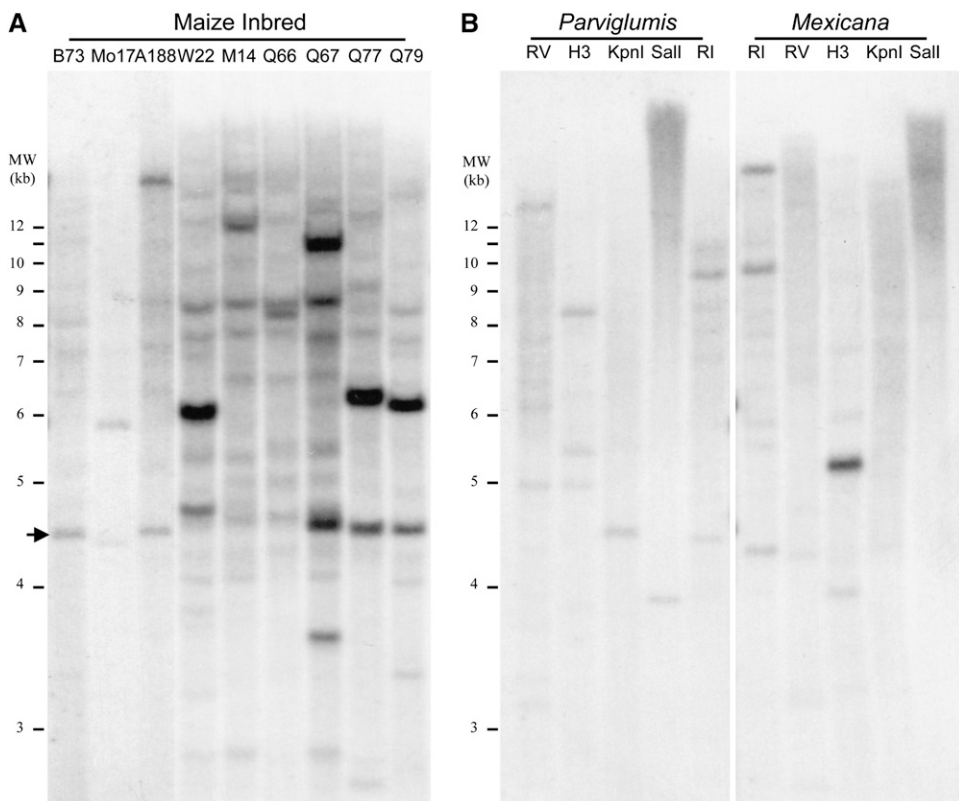 A
Maize Inbred
B73 Mo17 A188 W22 M14 Q66 Q67 Q77 Q79
MW
(kb)
12
10
9
8
7
6
5
4
3
B
Parviglumis
RV H3 KpnI SalI RI
Mexicana
RI RV H3 KpnI SalI
MW
(kb)
12
10
9
8
7
6
5
4
3